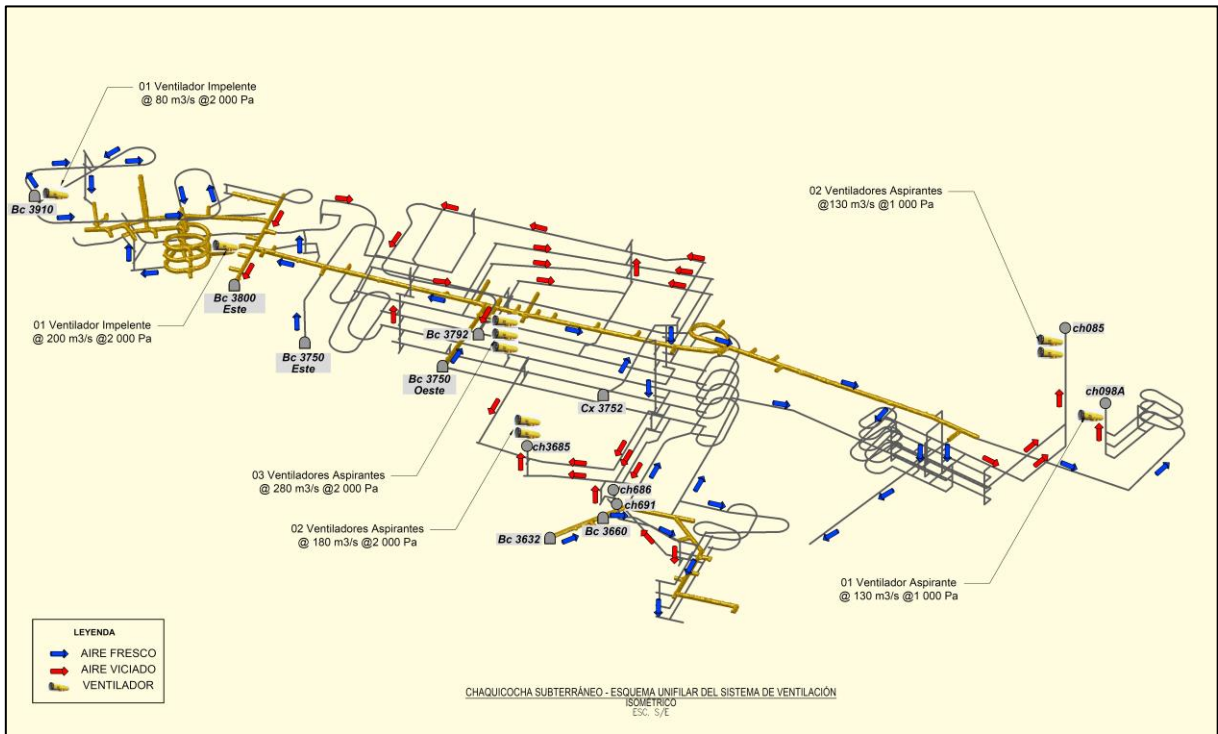 01 Ventilador Impelente
@ 80 m3/s @2 000 Pa
Bc 3910
02 Ventiladores Aspirantes
@130 m3/s @1 000 Pa
Bc 3800
Este
01 Ventilador Impelente
@ 200 m3/s @2 000 Pa
Bc 3792
ch085
Bc 3750
Este
Bc 3750
Oeste
Cx 3752
ch098A
ch3685
03 Ventiladores Aspirantes
@ 280 m3/s @2 000 Pa
ch686
ch691
02 Ventiladores Aspirantes
@ 180 m3/s @2 000 Pa
Bc 3660
Bc 3632
01 Ventilador Aspirante
@ 130 m3/s @1 000 Pa
LEYENDA
AIRE FRESCO
AIRE VICIADO
VENTILADOR
CHAQUICOCHA SUBTERRÁNEO - ESQUEMA UNIFILAR DEL SISTEMA DE VENTILACIÓN
ISOMÉTRICO
ESC. S/E